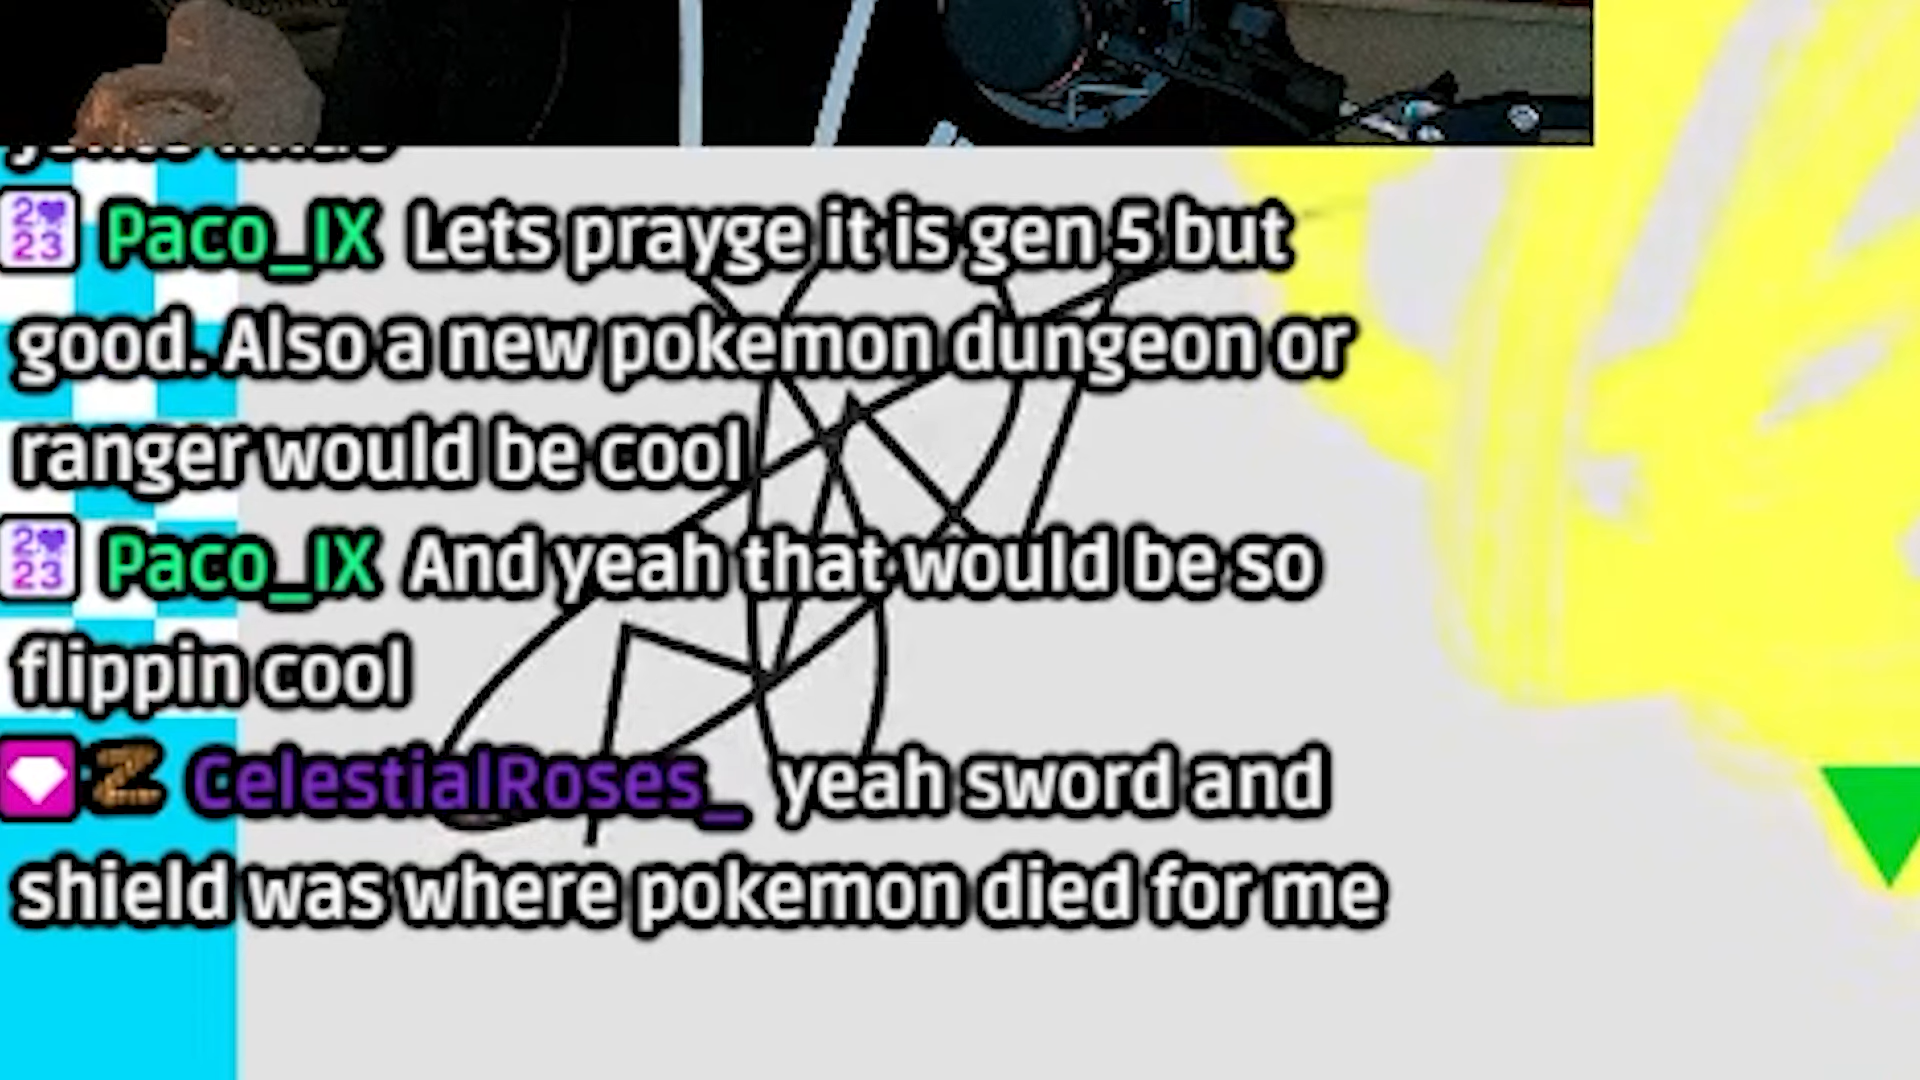 Paco_IX Lets prayge it is gen 5 but
good. Also a new pokemon dungeon or
ranger would be cool
Paco_IX And yeah that would be so
flippin cool
Z CelestialRoses_ yeah sword and
shield was where pokemon died for me